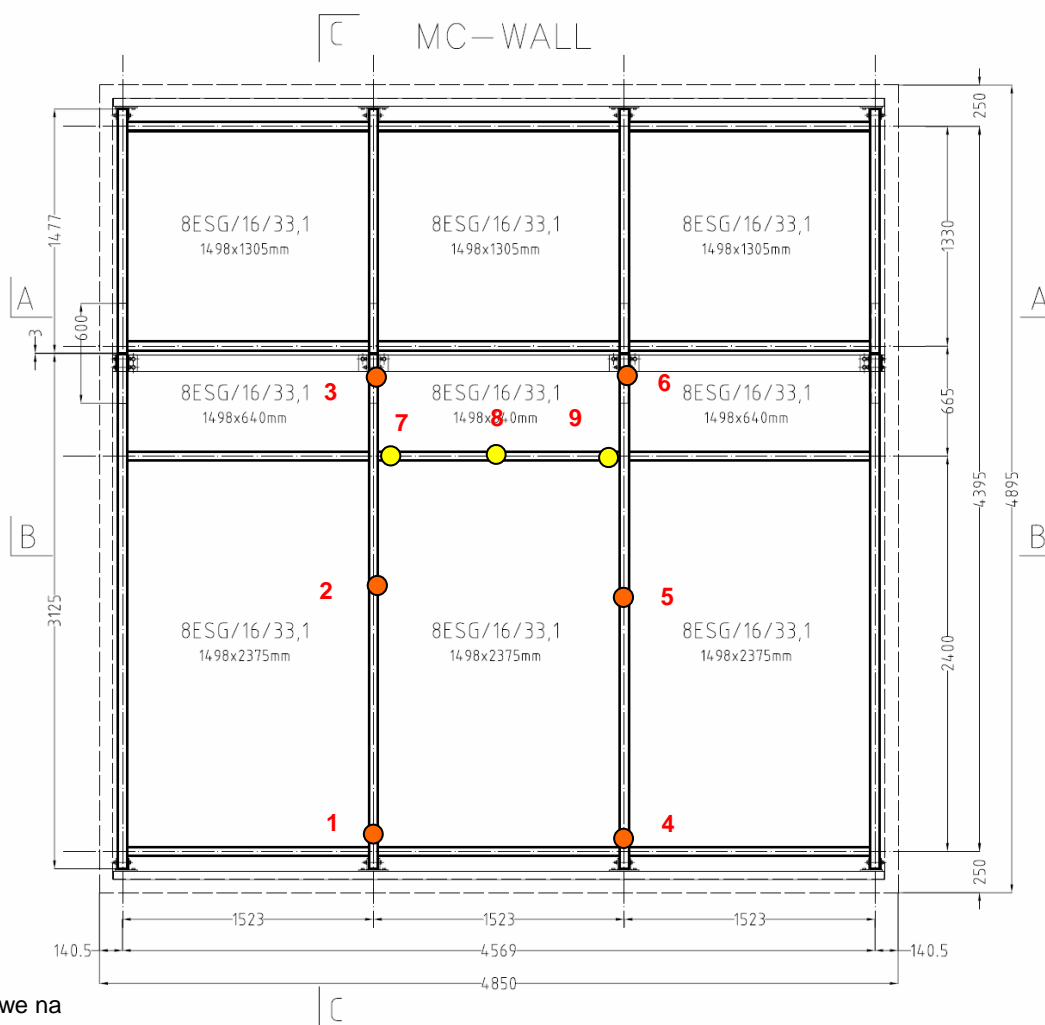 C MC-WALL
250
8ESG/16/33,1 8ESG/16/33,1 8ESG/16/33,1
1498x1305mm 1498x1305mm 1498x1305mm
1477 1330
A A
600
3
3 6
8ESG/16/33,1 8ESG/16/33,1 8ESG/16/33,1
1498x640mm 1498x640mm
665
7 8 9
4395 4895
B B
2 5
3125
8ESG/16/33,1 8ESG/16/33,1 8ESG/16/33,1
1498x2375mm 1498x2375mm 1498x2375mm
2400
1 4
250
1523 1523 1523
140.5 4569 140.5
4850
we na
C